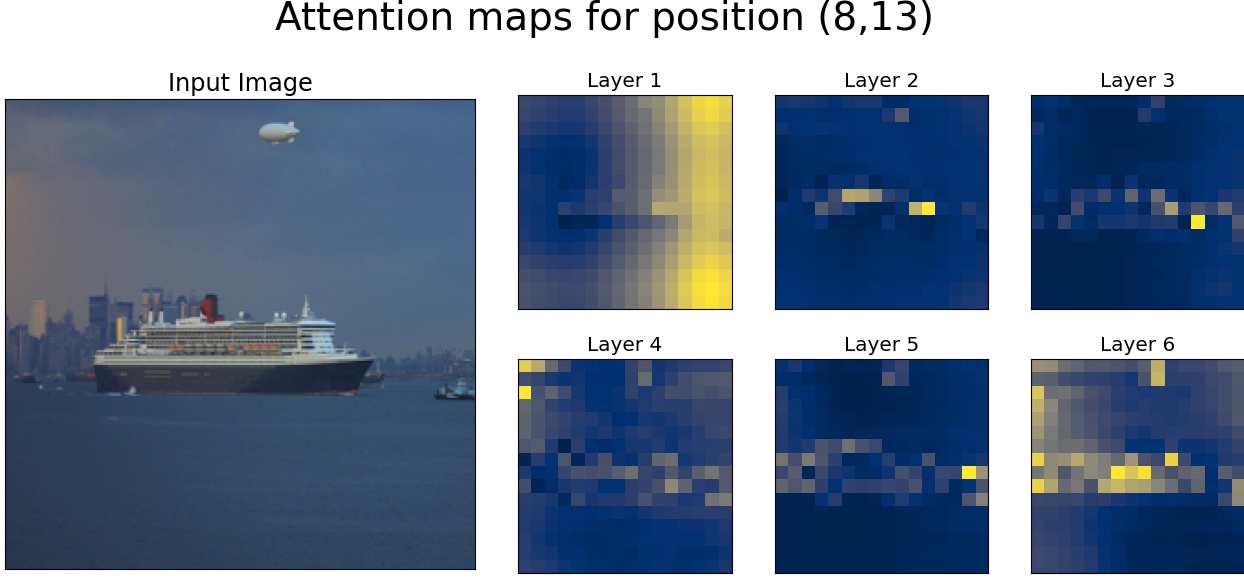 Attention maps for position (8,13)
Input Image
Layer 1
Layer 2
Layer 3
Layer 4
Layer 5
Layer 6